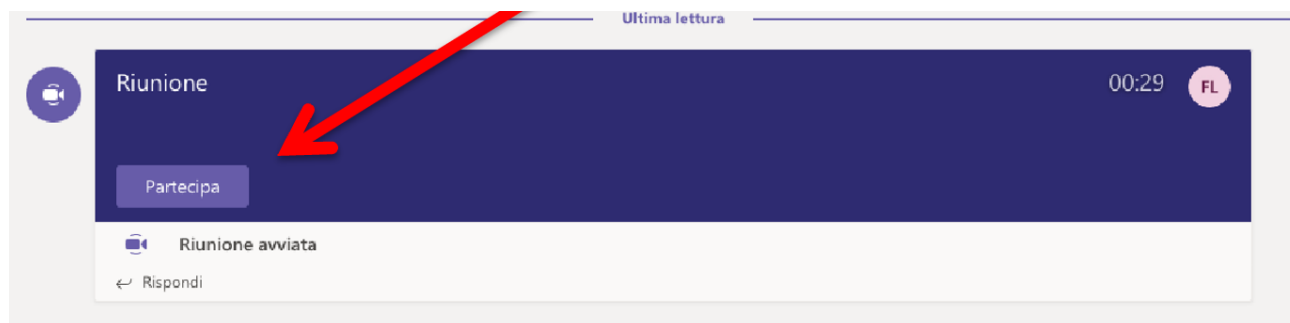 Ultima lettura
Riunione
00:29
FL
Partecipa
Riunione avviata
Rispondi